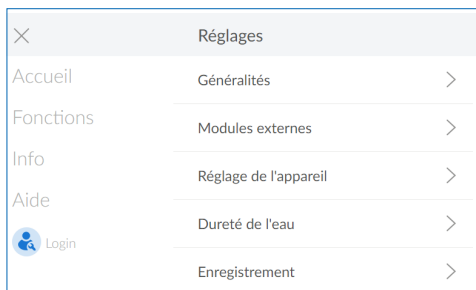 Réglages
Accueil
Fonctions
Info
Aide
Login
Généralités
Modules externes
Réglage de l'appareil
Dureté de l'eau
Enregistrement